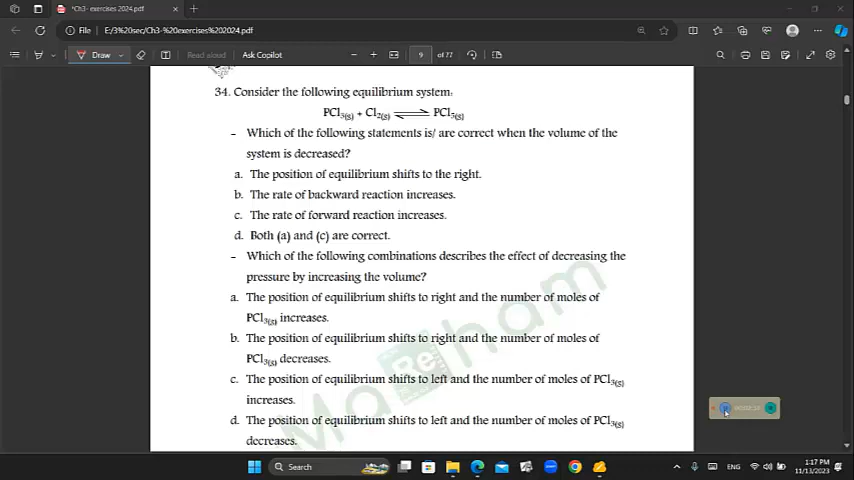 *Ch3- exercises 2024.pdf
File E:/3%20sec/Ch3-%20exercises%202024.pdf
Draw Read aloud Ask Copilot 9 of 77
34. Consider the following equilibrium system:
PCl3(g) + Cl2(g) ⇌ PCl5(g)
- Which of the following statements is/ are correct when the volume of the
system is decreased?
a. The position of equilibrium shifts to the right.
b. The rate of backward reaction increases.
c. The rate of forward reaction increases.
d. Both (a) and (c) are correct.
- Which of the following combinations describes the effect of decreasing the
pressure by increasing the volume?
a. The position of equilibrium shifts to right and the number of moles of
PCl3(g) increases.
b. The position of equilibrium shifts to right and the number of moles of
PCl3(g) decreases.
c. The position of equilibrium shifts to left and the number of moles of PCl3(g)
increases.
d. The position of equilibrium shifts to left and the number of moles of PCl3(g)
decreases.
Re
Search
ENG
1:17 PM
11/13/2023